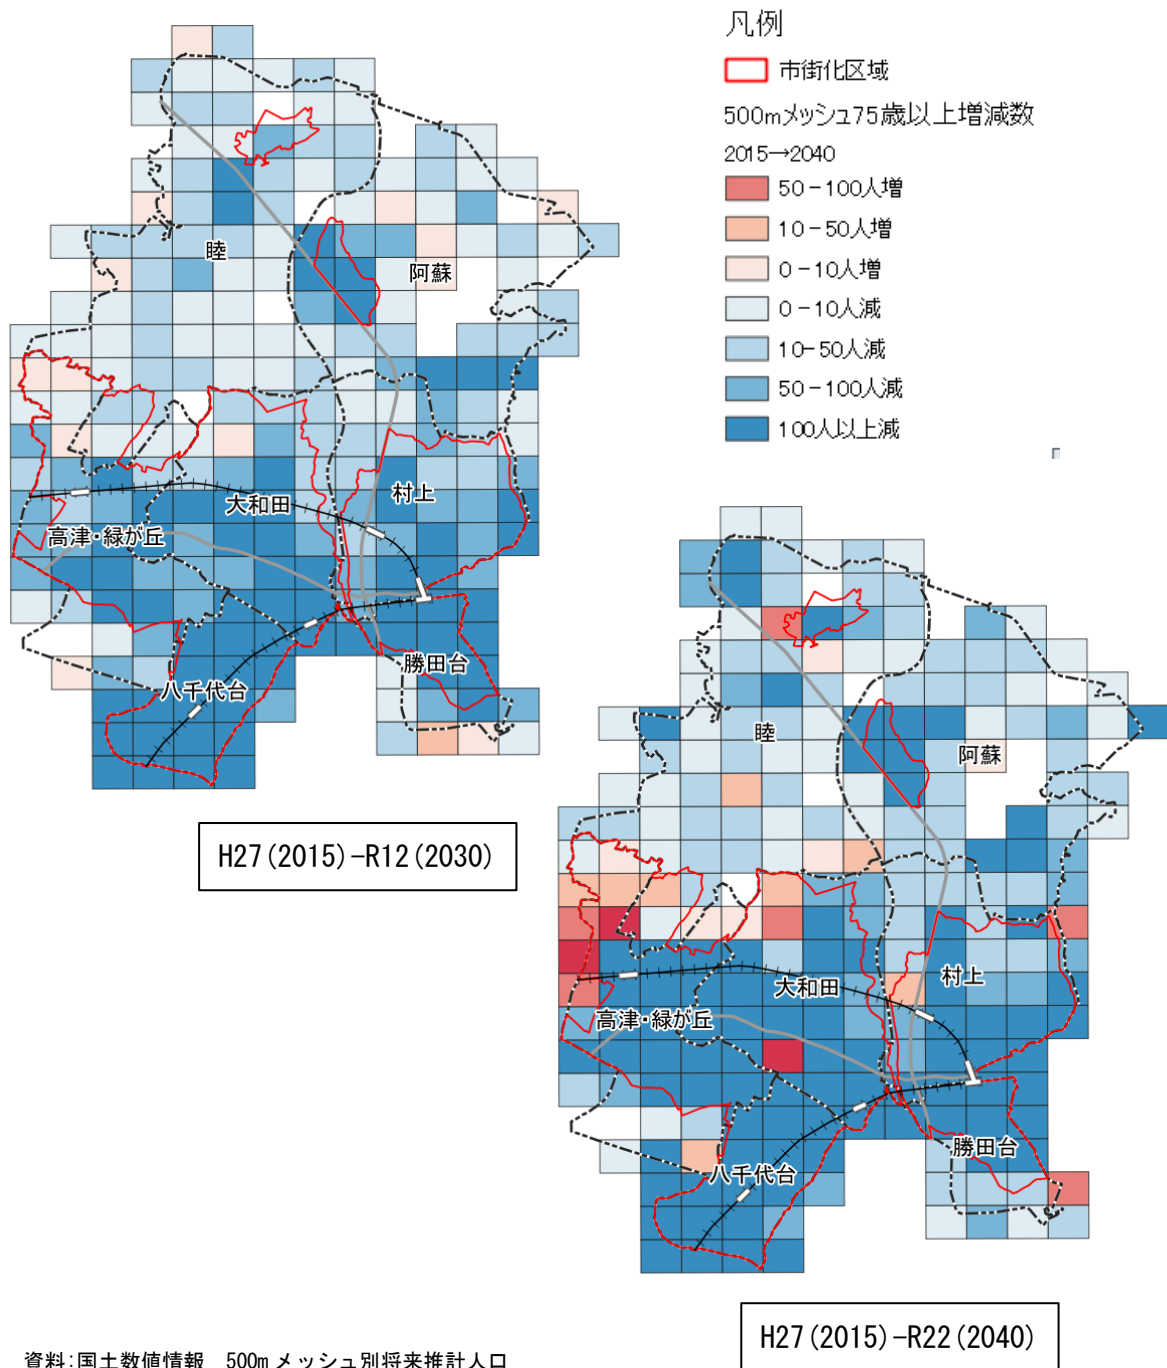 凡例
市街化区域
500mメッシュ75歳以上増減数
2015→2040
50-100人増
10-50人増
0-10人増
0-10人減
10-50人減
50-100人減
100人以上減
睦
阿蘇
大和田
村上
高津・緑が丘
勝田台
八千代台
H27(2015)-R12(2030)
睦
阿蘇
大和田
村上
高津・緑が丘
勝田台
八千代台
H27(2015)-R22(2040)
資料:国土数値情報 500mメッシュ別将来推計人口